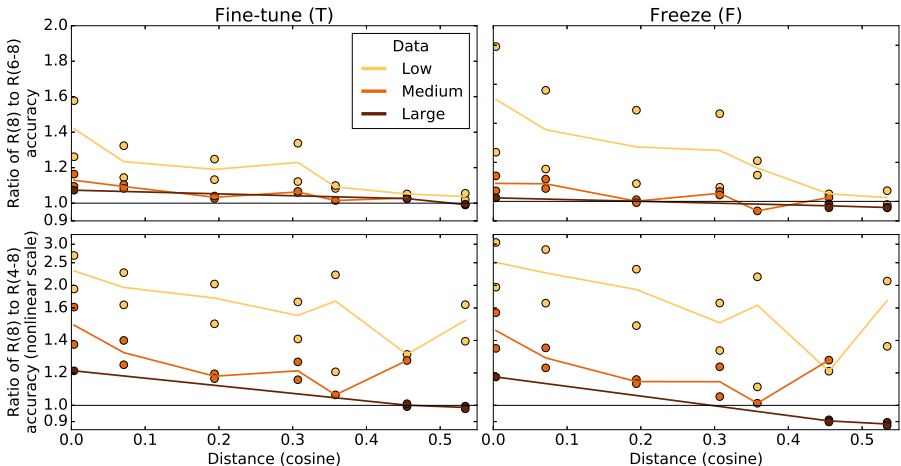 Fine-tune (T)
Freeze (F)
Ratio of R(8) to R(6-8)
accuracy
2.0
1.8
1.6
1.4
1.2
1.0
0.9
Data
Low
Medium
Large
Ratio of R(8) to R(4-8)
accuracy (nonlinear scale)
3.0
2.0
1.6
1.4
1.2
1.0
0.9
0.0 0.1 0.2 0.3 0.4 0.5
0.0 0.1 0.2 0.3 0.4 0.5
Distance (cosine)
Distance (cosine)